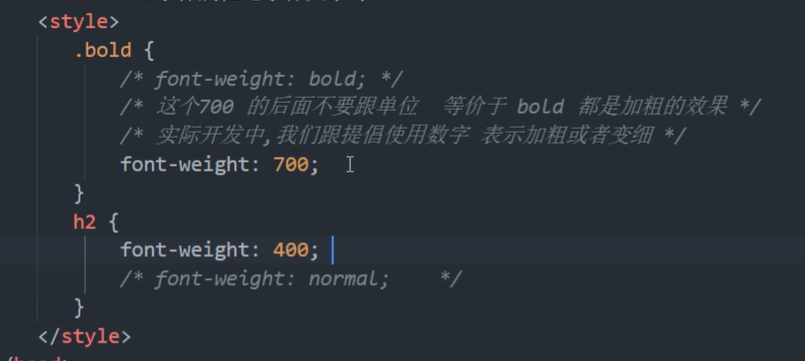 <style>
.bold {
/* font-weight: bold; */
/* 这个700 的后面不要跟单位 等价于 bold 都是加粗的效果 */
/* 实际开发中,我们跟提倡使用数字 表示加粗或者变细 */
font-weight: 700;
}
h2 {
font-weight: 400;
/* font-weight: normal; */
}
</style>